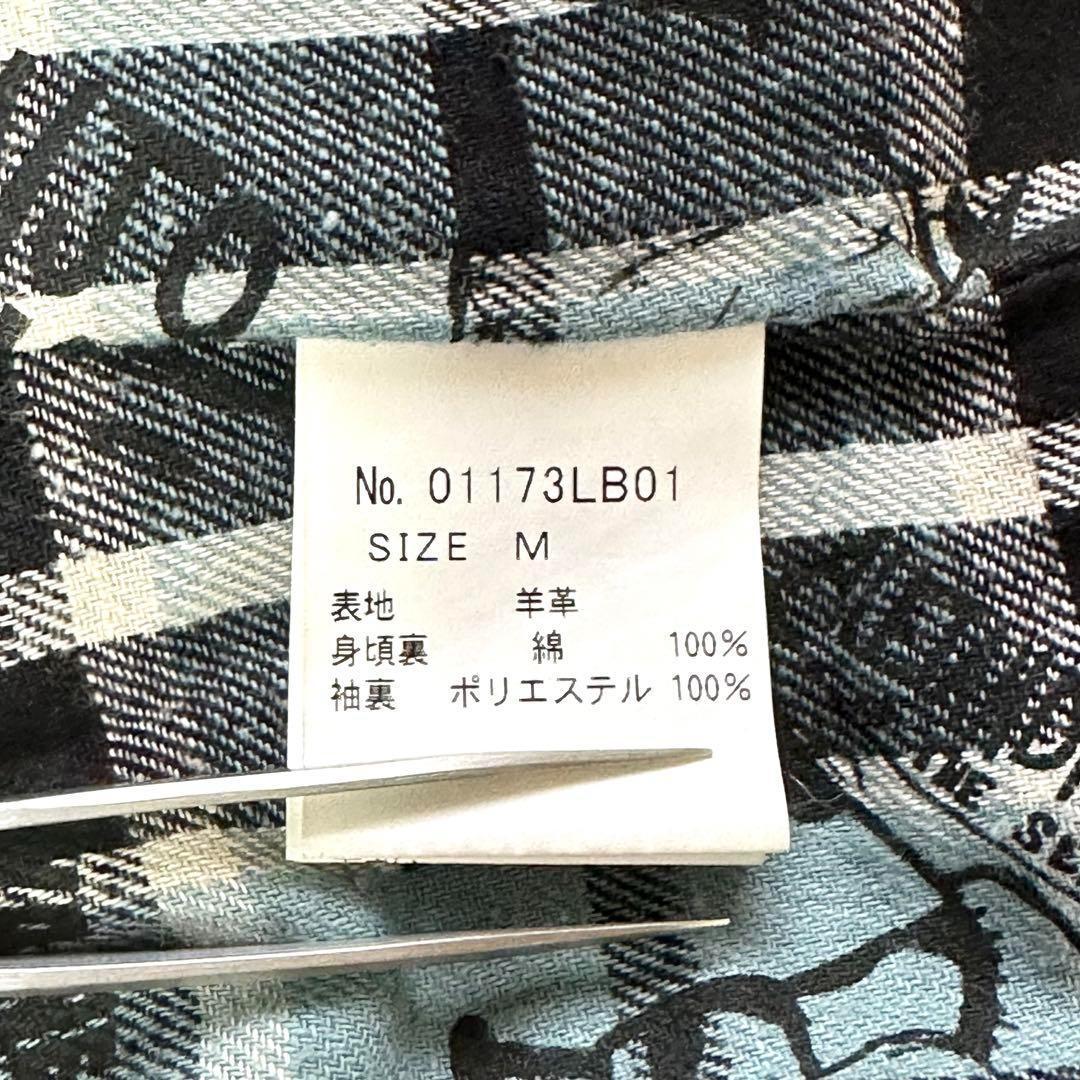 No. 01173LB01
SIZE M
表地 羊革
身頃裏 綿 100%
袖裏 ポリエステル 100%